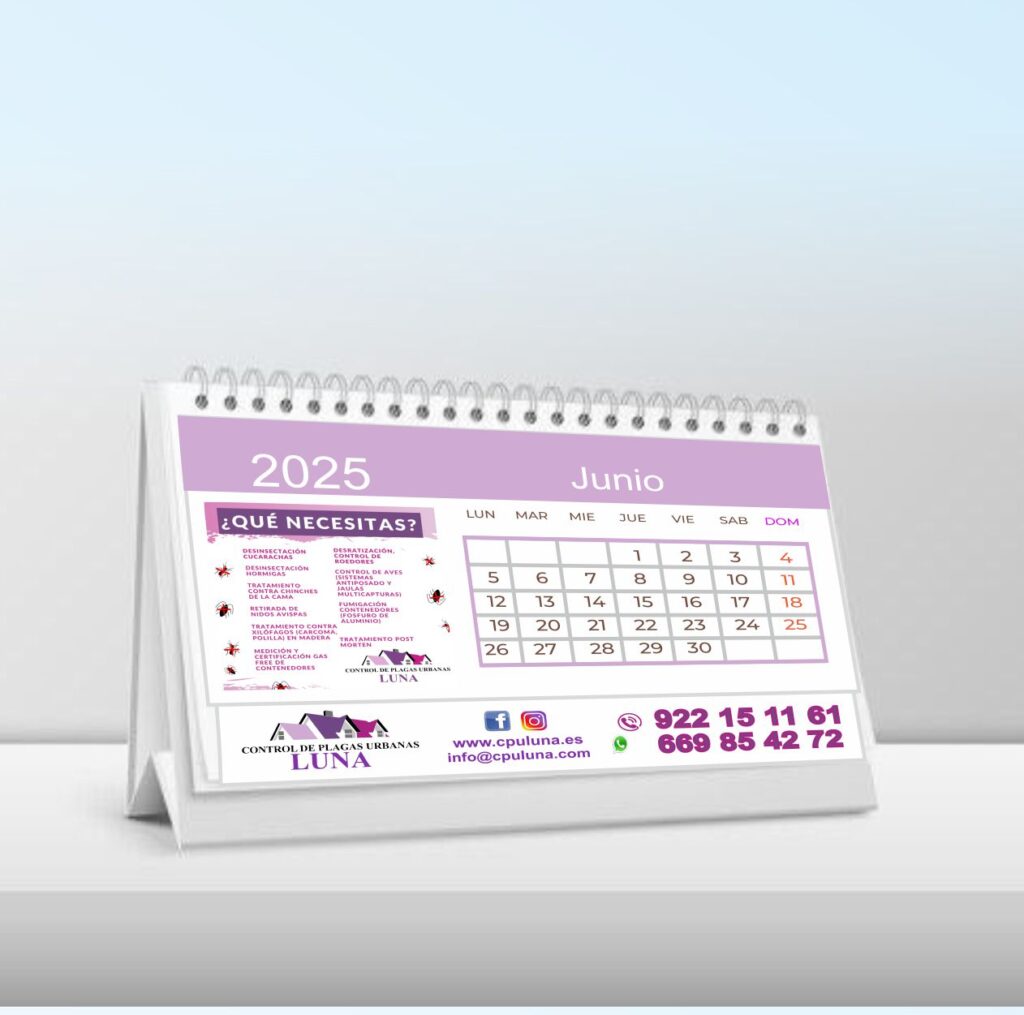 2025 Junio
¿QUÉ NECESITAS?
DESINSECTACIÓN
CUCARACHAS
DESINSECTACIÓN
HORMIGAS
TRATAMIENTO
CONTRA CHINCHES
DE LA CAMA
RETIRADA DE
NIDOS AVISPAS
TRATAMIENTO CONTRA
XILÓFAGOS (CARCOMA,
POLILLA) EN MADERA
MEDICIÓN Y
CERTIFICACIÓN GAS
FREE DE
CONTENEDORES
DESRATIZACIÓN,
CONTROL DE
ROEDORES
CONTROL DE AVES
(SISTEMAS
ANTIPOSADO Y
JAULAS
MULTICAPTURAS)
FUMIGACIÓN
CONTENEDORES
(FOSFURO DE
ALUMINIO)
TRATAMIENTO POST
MORTEN
CONTROL DE PLAGAS URBANAS
LUNA
LUN MAR MIE JUE VIE SAB DOM
1 2 3 4
5 6 7 8 9 10 11
12 13 14 15 16 17 18
19 20 21 22 23 24 25
26 27 28 29 30
CONTROL DE PLAGAS URBANAS
LUNA
www.cpuluna.es
info@cpuluna.com
922 15 11 61
669 85 42 72